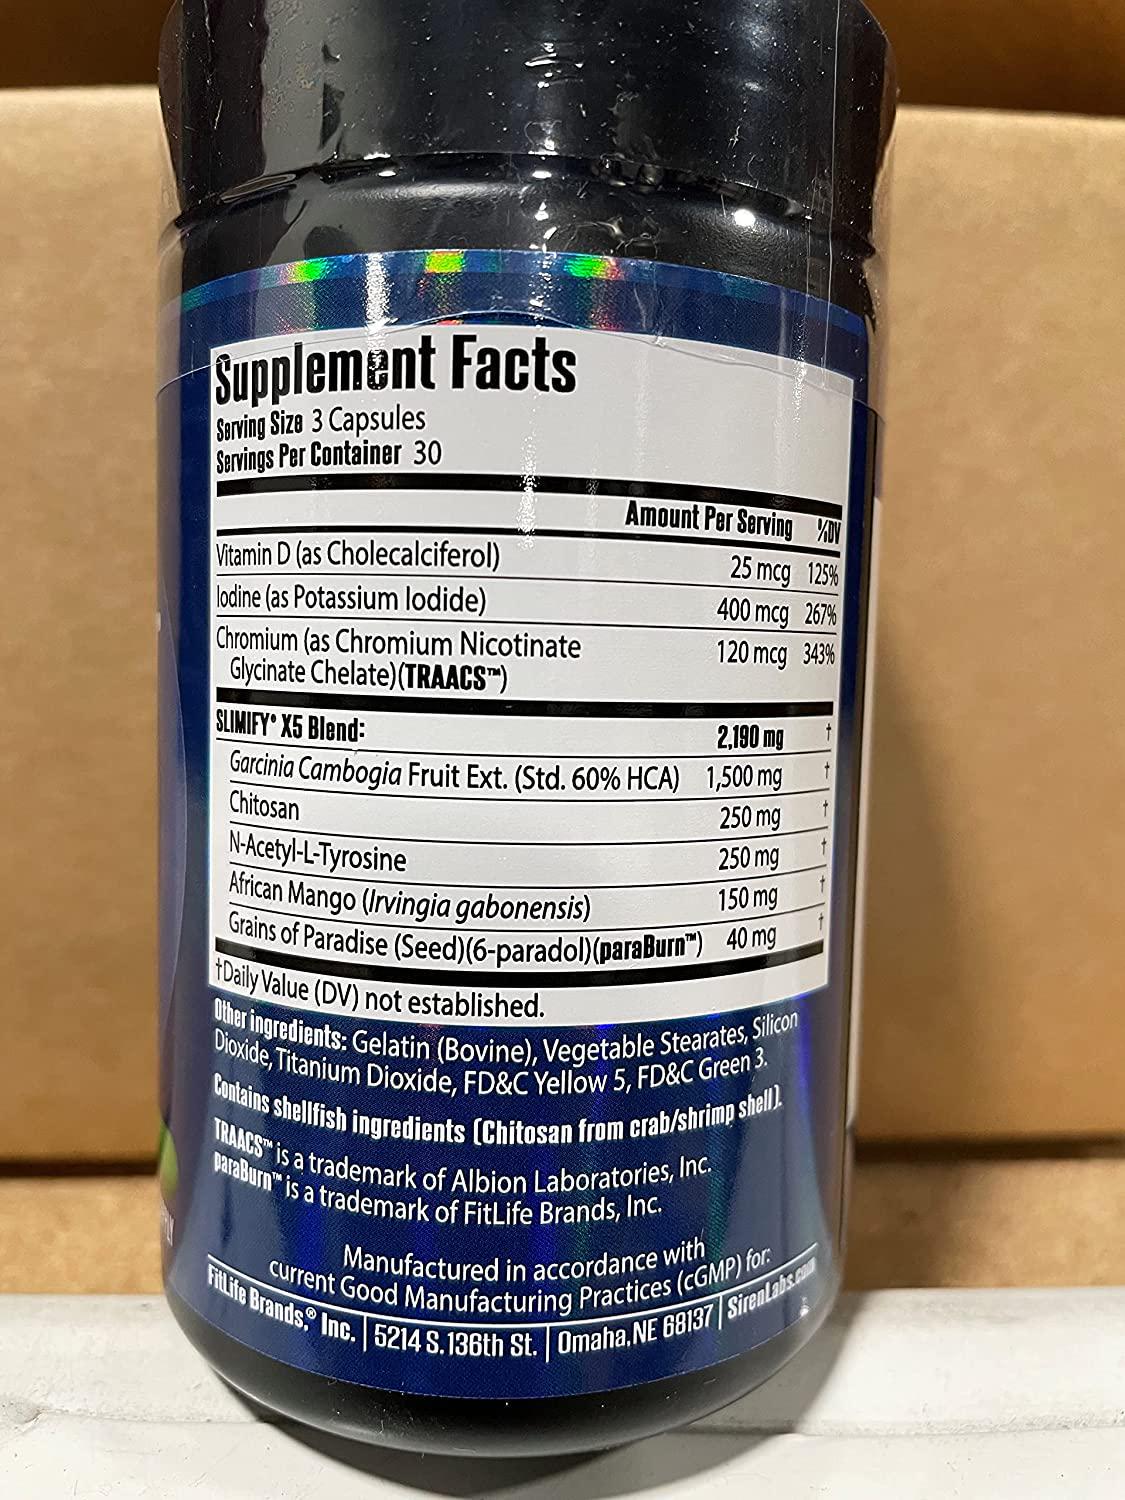 Supplement Facts
Serving Size 3 Capsules
Servings Per Container 30
Amount Per Serving %DV
Vitamin D (as Cholecalciferol) 25 mcg 125%
Iodine (as Potassium Iodide) 400 mcg 267%
Chromium (as Chromium Nicotinate 120 mcg 343%
Glycinate Chelate)(TRAACS™)
SLIMIFY® X5 Blend: 2,190 mg †
Garcinia Cambogia Fruit Ext. (Std. 60% HCA) 1,500 mg †
Chitosan 250 mg †
N-Acetyl-L-Tyrosine 250 mg †
African Mango (Irvingia gabonensis) 150 mg †
Grains of Paradise (Seed)(6-paradol)(paraBurn™) 40 mg †
†Daily Value (DV) not established.
Other ingredients: Gelatin (Bovine), Vegetable Stearates, Silicon
Dioxide, Titanium Dioxide, FD&C Yellow 5, FD&C Green 3.
Contains shellfish ingredients (Chitosan from crab/shrimp shell).
TRAACS™ is a trademark of Albion Laboratories, Inc.
paraBurn™ is a trademark of FitLife Brands, Inc.
Manufactured in accordance with
current Good Manufacturing Practices (cGMP) for:
FitLife Brands,® Inc. | 5214 S. 136th St. | Omaha, NE 68137 | SirenLabs.com